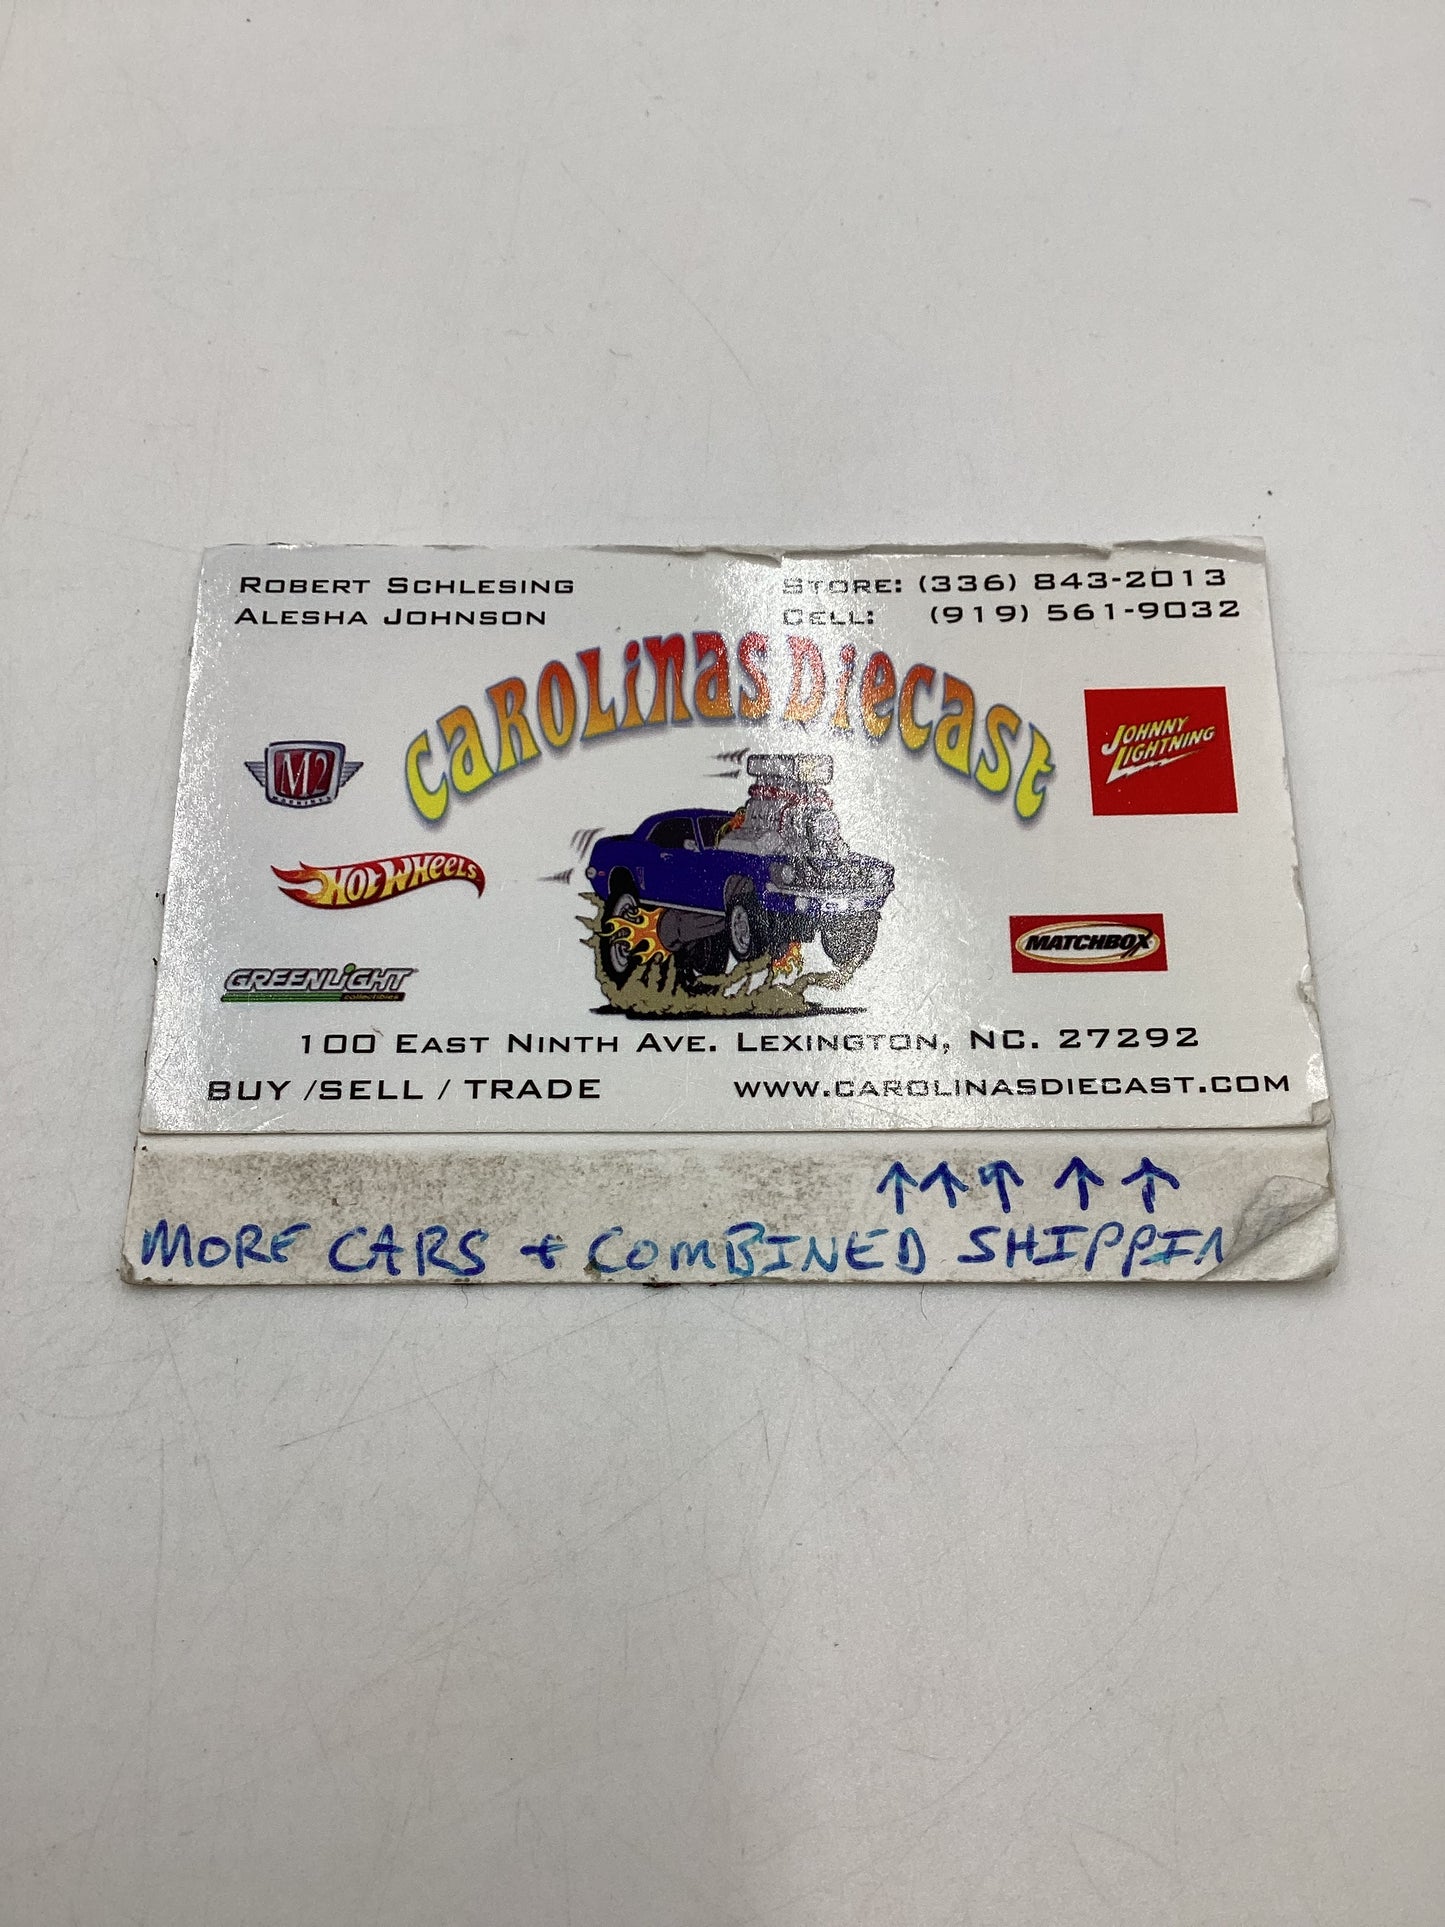 ROBERT SCHLESING
ALESHA JOHNSON
STORE: (336) 843-2013
CELL: (919) 561-9032
CAROLINAS DIECAST
M2
MACHINES
JOHNNY
LIGHTNING
HOT WHEELS
MATCHBOX
GREENLIGHT
collectibles
100 EAST NINTH AVE. LEXINGTON, NC. 27292
BUY /SELL / TRADE
WWW.CAROLINASDIECAST.COM
↑↑↑↑↑
MORE CARS + COMBINED SHIPPIN